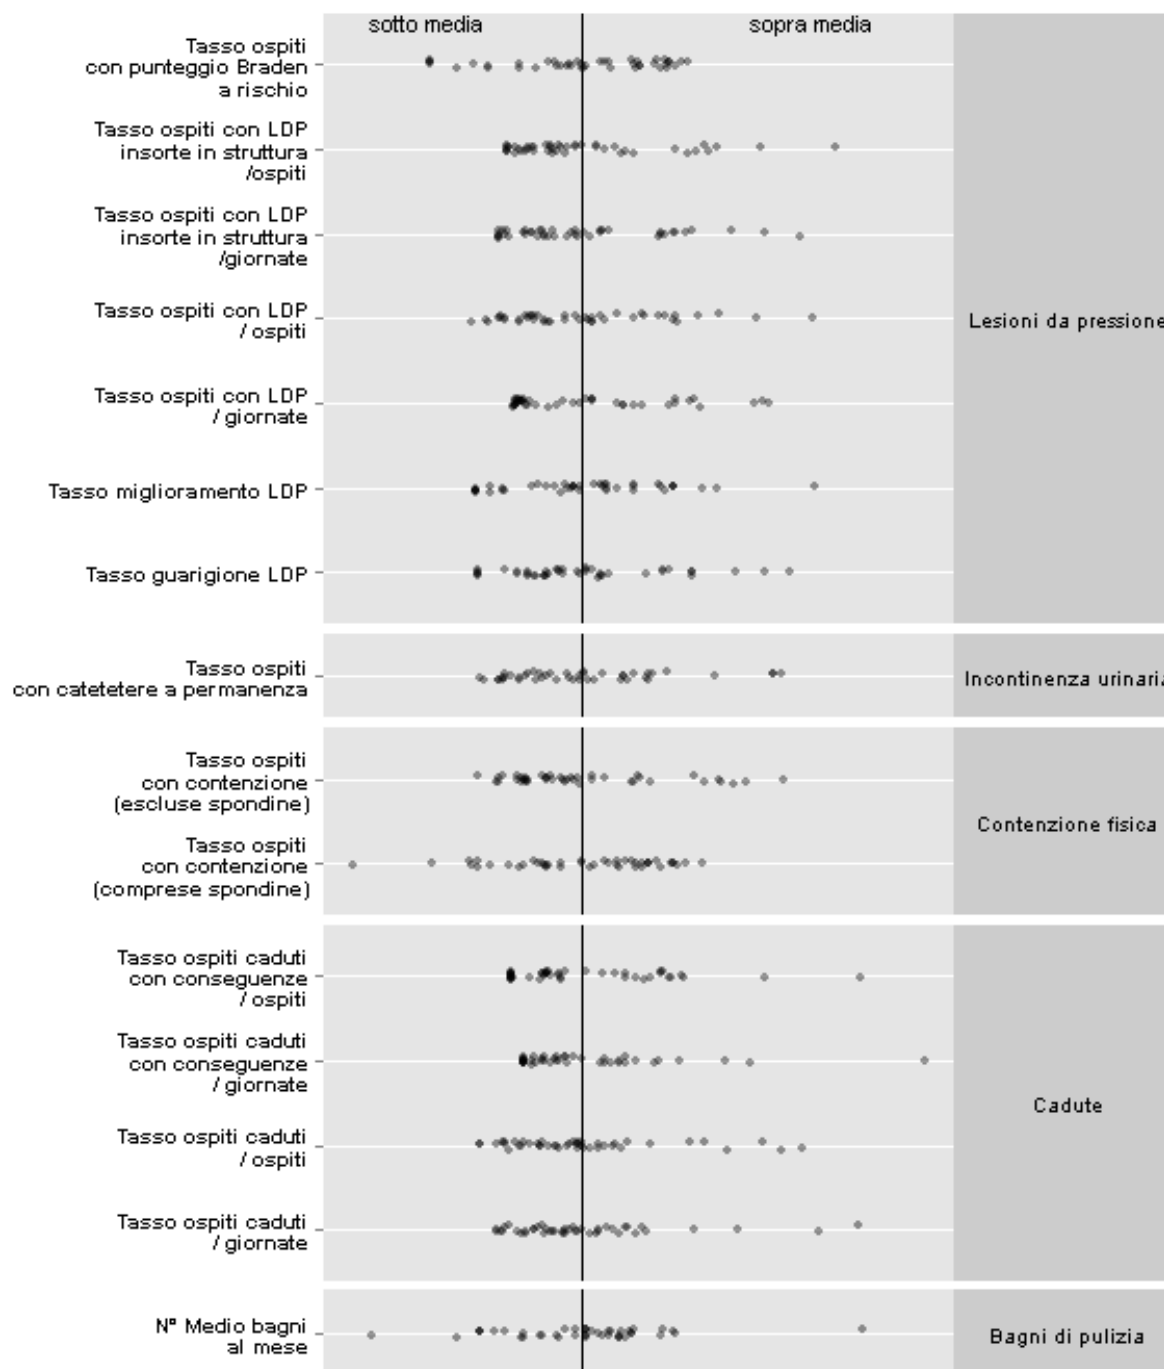 sotto media
sopra media
Tasso ospiti
con punteggio Braden
a rischio
Tasso ospiti con LDP
insorte in struttura
/ospiti
Tasso ospiti con LDP
insorte in struttura
/giornate
Tasso ospiti con LDP
/ ospiti
Tasso ospiti con LDP
/ giornate
Tasso miglioramento LDP
Tasso guarigione LDP
Lesioni da pressione
Tasso ospiti
con catetetere a permanenza
Incontinenza urinaria
Tasso ospiti
con contenzione
(escluse spondine)
Tasso ospiti
con contenzione
(comprese spondine)
Contenzione fisica
Tasso ospiti caduti
con conseguenze
/ ospiti
Tasso ospiti caduti
con conseguenze
/ giornate
Tasso ospiti caduti
/ ospiti
Tasso ospiti caduti
/ giornate
Cadute
N° Medio bagni
al mese
Bagni di pulizia